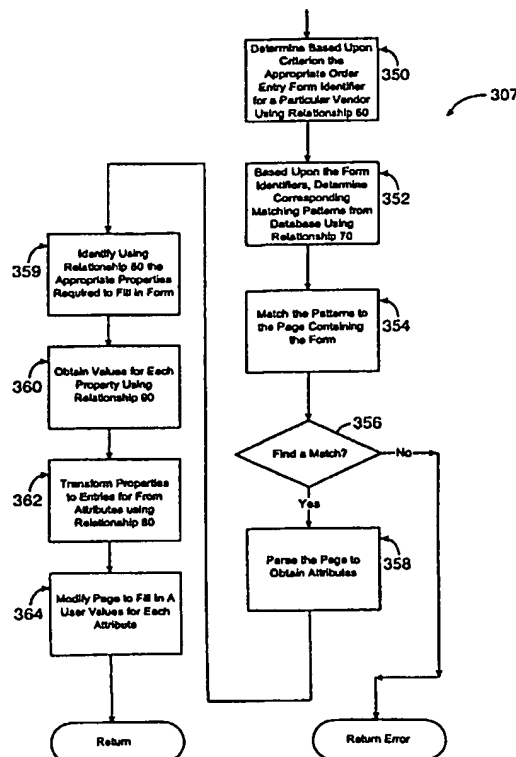 Determine Based Upon
Criterion the
Appropriate Order
Entry Form Identifier
for a Particular Vendor
Using Relationship 60
350
307
Based Upon the Form
Identifiers, Determine
Corresponding
Matching Patterns from
Database Using
Relationship 70
352
Match the Patterns to
the Page Containing
the Form
354
356
Find a Match?
No
Yes
Parse the Page to
Obtain Attributes
358
Identify Using
Relationship 80 the
Appropriate Properties
Required to Fill in Form
359
Obtain Values for Each
Property Using
Relationship 90
360
Transform Properties
to Entries for From
Attributes using
Relationship 80
362
Modify Page to Fill In A
User Values for Each
Attribute
364
Return
Return Error